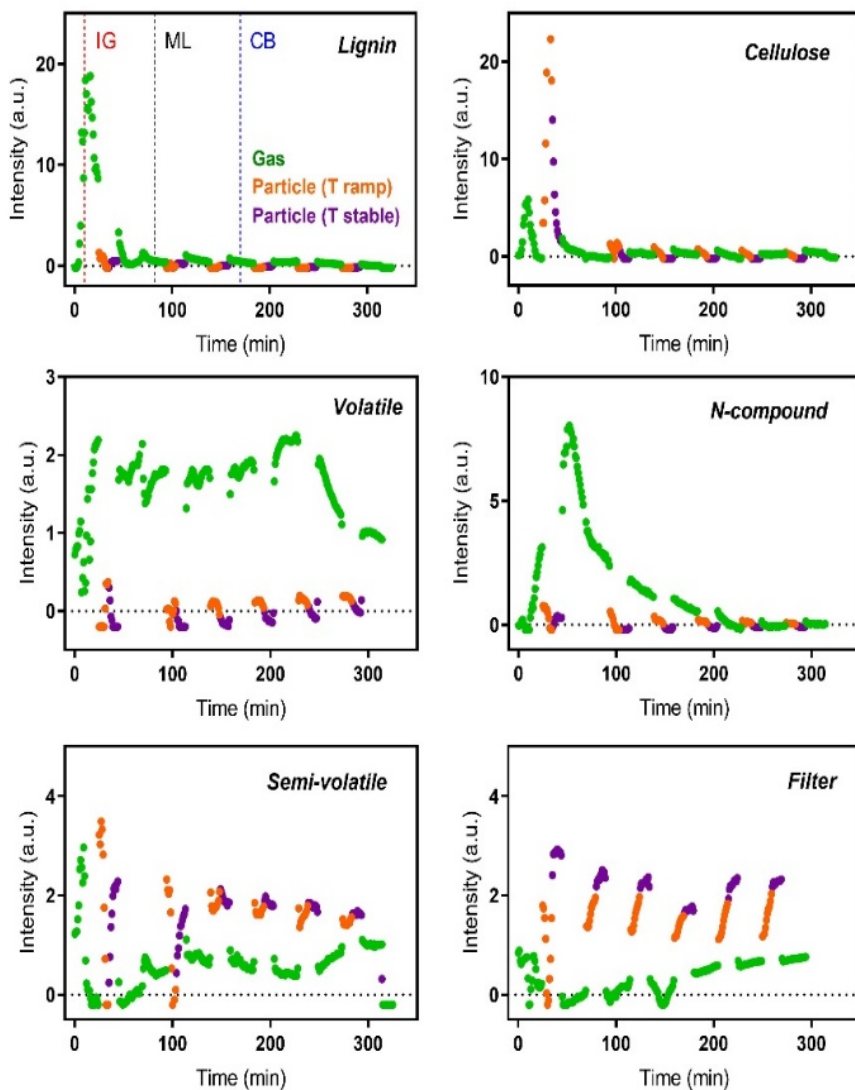 IG ML CB Lignin
Intensity (a.u.)
20
10
0
Gas
Particle (T ramp)
Particle (T stable)
0 100 200 300
Time (min)
Cellulose
Intensity (a.u.)
20
10
0
0 100 200 300
Time (min)
Volatile
Intensity (a.u.)
3
2
1
0
0 100 200 300
Time (min)
N-compound
Intensity (a.u.)
10
5
0
0 100 200 300
Time (min)
Semi-volatile
Intensity (a.u.)
4
2
0
0 100 200 300
Time (min)
Filter
Intensity (a.u.)
4
2
0
0 100 200 300
Time (min)